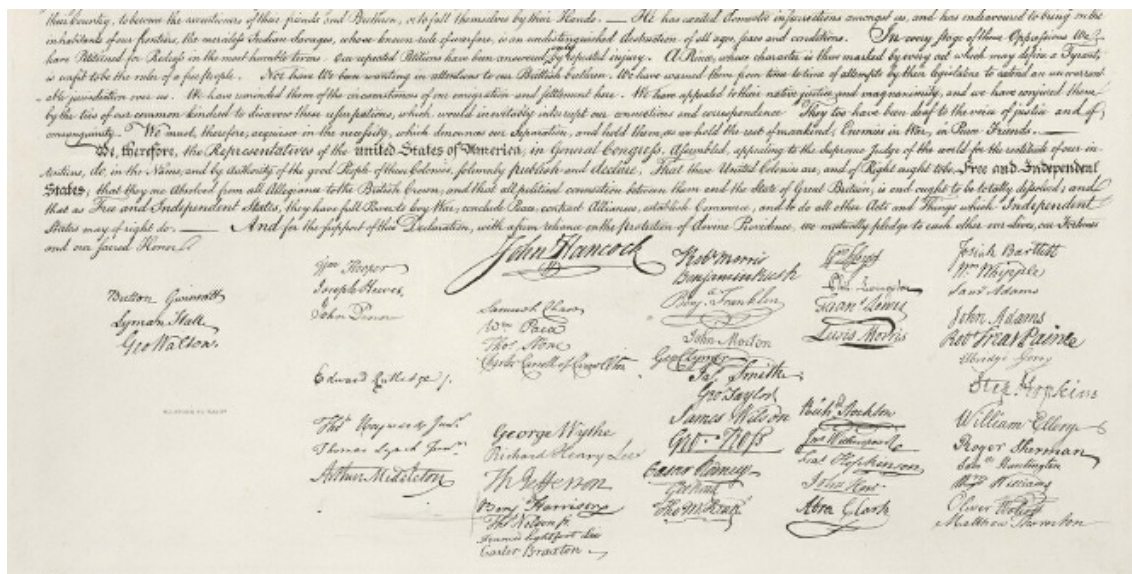 their Country, to become the executioners of their friends and Brethren, or to fall themselves by their Hands. — He has excited domestic insurrections amongst us, and has endeavoured to bring on the
inhabitants of our frontiers, the merciless Indian Savages, whose known rule of warfare, is an undistinguished destruction of all ages, sexes and conditions. In every stage of these Oppressions We
have Petitioned for Redress in the most humble terms: Our repeated Petitions have been answered only by repeated injury. A Prince, whose character is thus marked by every act which may define a Tyrant,
is unfit to be the ruler of a free people. Nor have We been wanting in attentions to our Brittish brethren. We have warned them from time to time of attempts by their legislature to extend an unwarrant-
able jurisdiction over us. We have reminded them of the circumstances of our emigration and settlement here. We have appealed to their native justice and magnanimity, and we have conjured them
by the ties of our common kindred to disavow these usurpations, which, would inevitably interrupt our connections and correspondence They too have been deaf to the voice of justice and of
consanguinity. We must, therefore, acquiesce in the necessity, which denounces our Separation, and hold them, as we hold the rest of mankind, Enemies in War, in Peace Friends. —
We, therefore, the Representatives of the united States of America, in General Congress, Assembled, appealing to the Supreme Judge of the world for the rectitude of our in-
tentions, do, in the Name, and by Authority of the good People of these Colonies, solemnly publish and declare, That these United Colonies are, and of Right ought to be, Free and Independent
States; that they are Absolved from all Allegiance to the British Crown, and that all political connection between them and the State of Great Britain, is and ought to be totally dissolved; and
that as Free and Independent States, they have full Power to levy War, conclude Peace, contract Alliances, establish Commerce, and to do all other Acts and Things which Independent
States may of right do. — And for the support of this Declaration, with a firm reliance on the protection of divine Providence, we mutually pledge to each other our Lives, our Fortunes
and our sacred Honor.
Button Gwinnett
Lyman Hall
Geo Walton.
Wm Hooper
Joseph Hewes,
John Penn
Edward Rutledge /.
Thos Heyward Junr.
Thomas Lynch Junr.
Arthur Middleton
John Hancock
Samuel Chase
Wm. Paca
Thos. Stone
Charles Carroll of Carrollton
George Wythe
Richard Henry Lee
Th Jefferson
Benj Harrison
Thos Nelson jr.
Francis Lightfoot Lee
Carter Braxton
Robt Morris
Benjamin Rush
Benj. Franklin
John Morton
Geo Clymer
Jas. Smith
Geo. Taylor
James Wilson
Geo. Ross
Caesar Rodney
Geo Read
Tho M:Kean
Wm Floyd
Phil. Livingston
Frans. Lewis
Lewis Morris
Richd. Stockton
Jno Witherspoon
Fras. Hopkinson
John Hart
Abra Clark
Josiah Bartlett
Wm. Whipple
Saml Adams
John Adams
Robt Treat Paine
Elbridge Gerry
Step. Hopkins
William Ellery
Roger Sherman
Saml. Huntington
Wm. Williams
Oliver Wolcott
Matthew Thornton